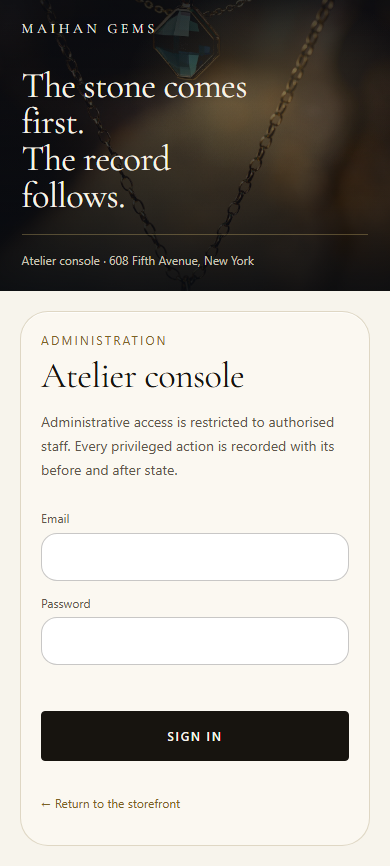 MAIHAN GEMS
The stone comes
first.
The record
follows.
Atelier console · 608 Fifth Avenue, New York
ADMINISTRATION
Atelier console
Administrative access is restricted to authorised
staff. Every privileged action is recorded with its
before and after state.
Email
Password
SIGN IN
← Return to the storefront